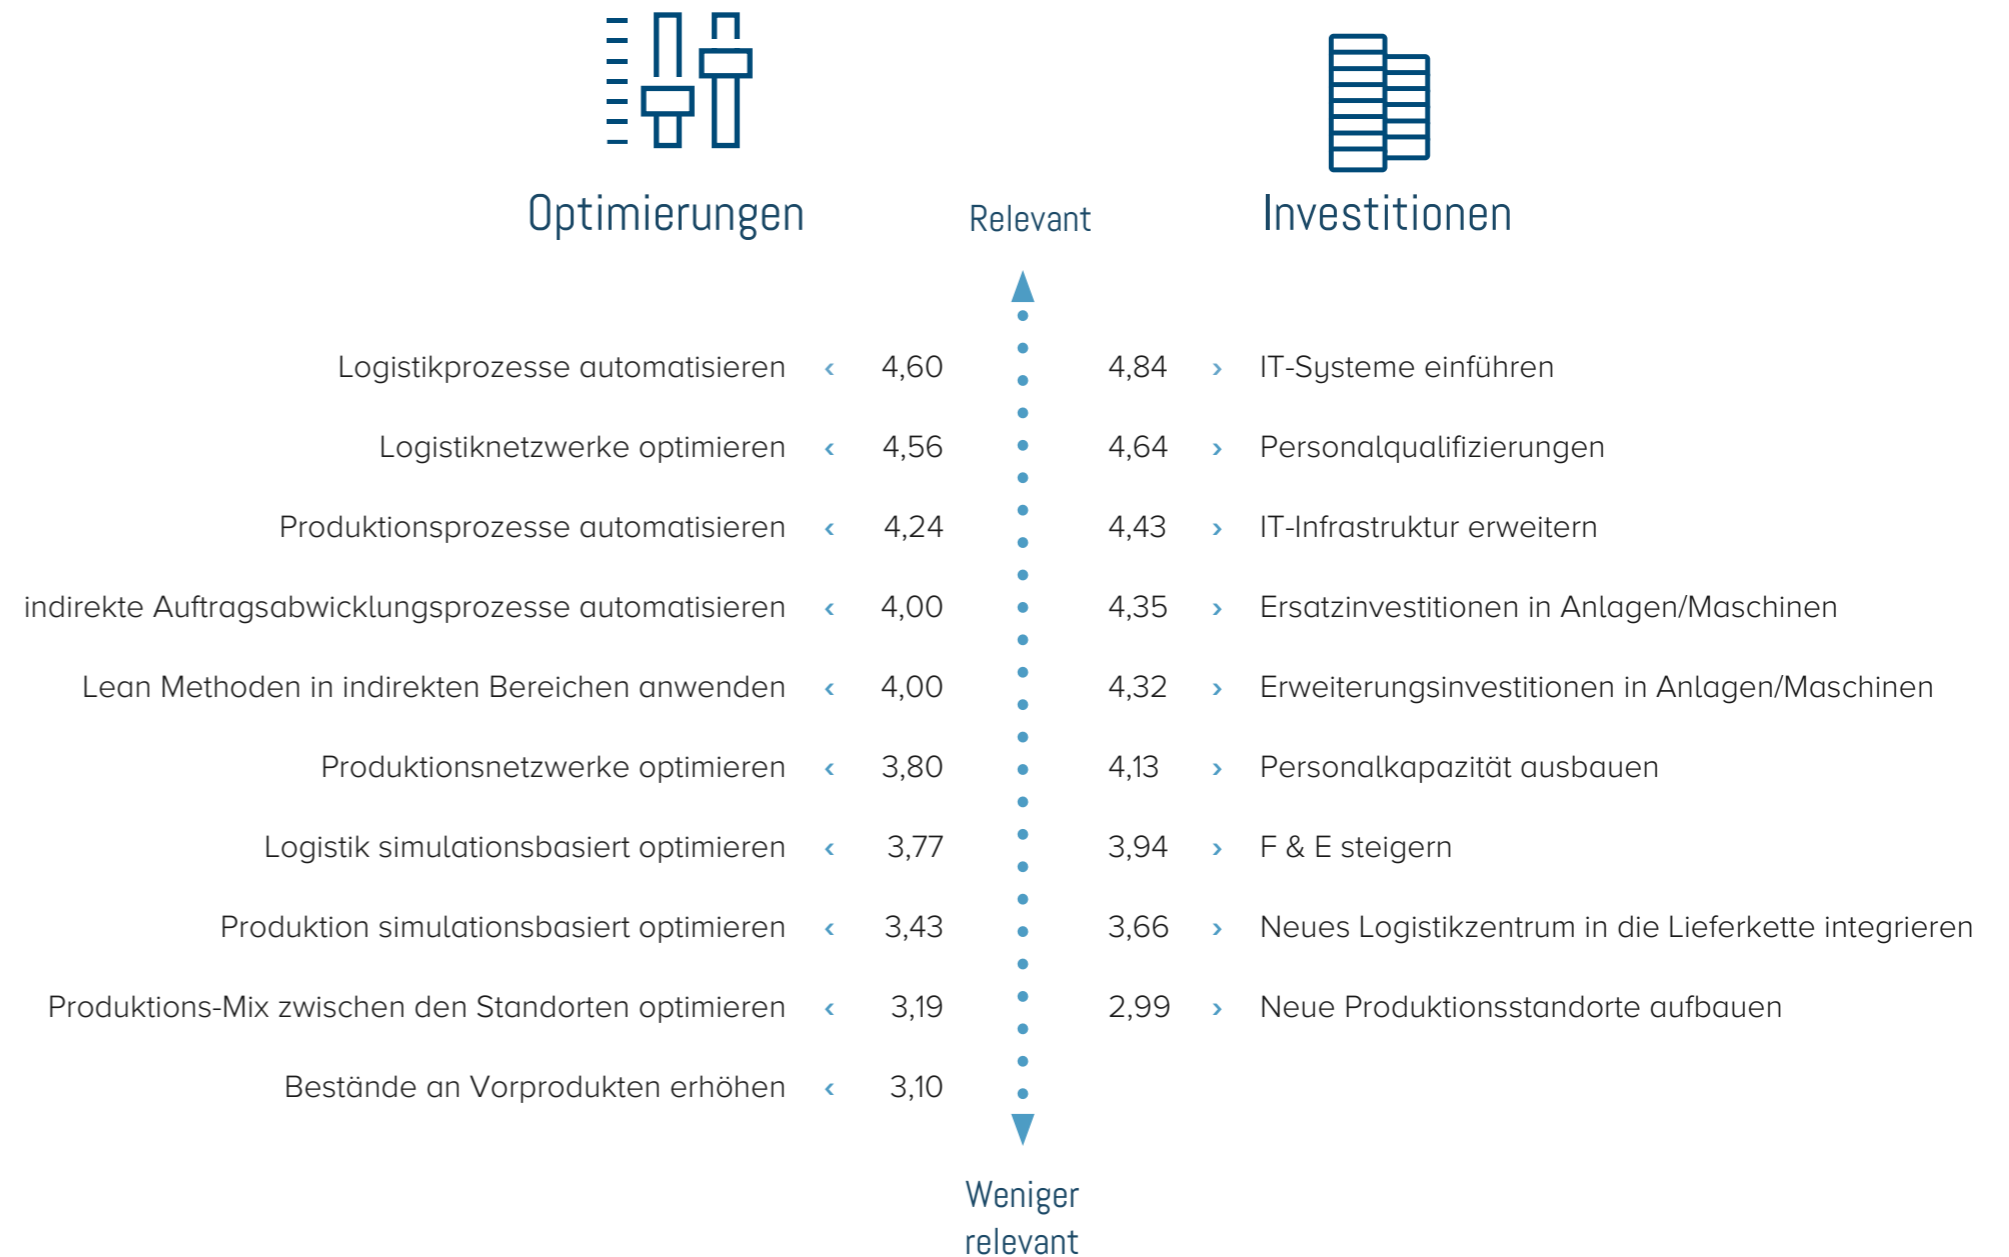 Optimierungen Relevant Investitionen
Logistikprozesse automatisieren ‹ 4,60 4,84 › IT-Systeme einführen
Logistiknetzwerke optimieren ‹ 4,56 4,64 › Personalqualifizierungen
Produktionsprozesse automatisieren ‹ 4,24 4,43 › IT-Infrastruktur erweitern
indirekte Auftragsabwicklungsprozesse automatisieren ‹ 4,00 4,35 › Ersatzinvestitionen in Anlagen/Maschinen
Lean Methoden in indirekten Bereichen anwenden ‹ 4,00 4,32 › Erweiterungsinvestitionen in Anlagen/Maschinen
Produktionsnetzwerke optimieren ‹ 3,80 4,13 › Personalkapazität ausbauen
Logistik simulationsbasiert optimieren ‹ 3,77 3,94 › F & E steigern
Produktion simulationsbasiert optimieren ‹ 3,43 3,66 › Neues Logistikzentrum in die Lieferkette integrieren
Produktions-Mix zwischen den Standorten optimieren ‹ 3,19 2,99 › Neue Produktionsstandorte aufbauen
Bestände an Vorprodukten erhöhen ‹ 3,10
Weniger
relevant